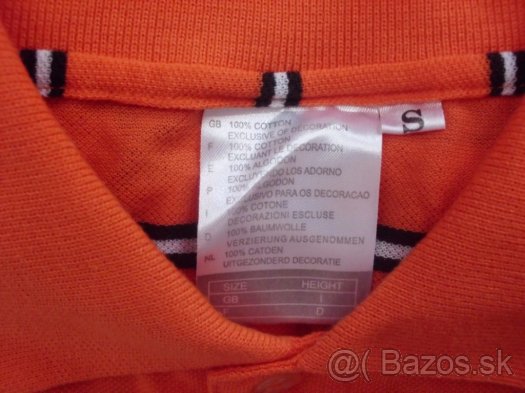 GB 100% COTTON
EXCLUSIVE OF DECORATION
F 100% COTTON
EXCLUANT LE DECORATION
E 100% ALGODON
EXCLUYENDO LOS ADORNO
P 100% ALGODON
EXCLUSIVO PARA OS DECORACAO
I 100% COTONE
DECORAZIONI ESCLUSE
D 100% BAUMWOLLE
VERZIERUNG AUSGENOMMEN
NL 100% CATOEN
UITGEZONDERD DECORATIE
SIZE HEIGHT
GB I
F D
S
@( Bazos.sk